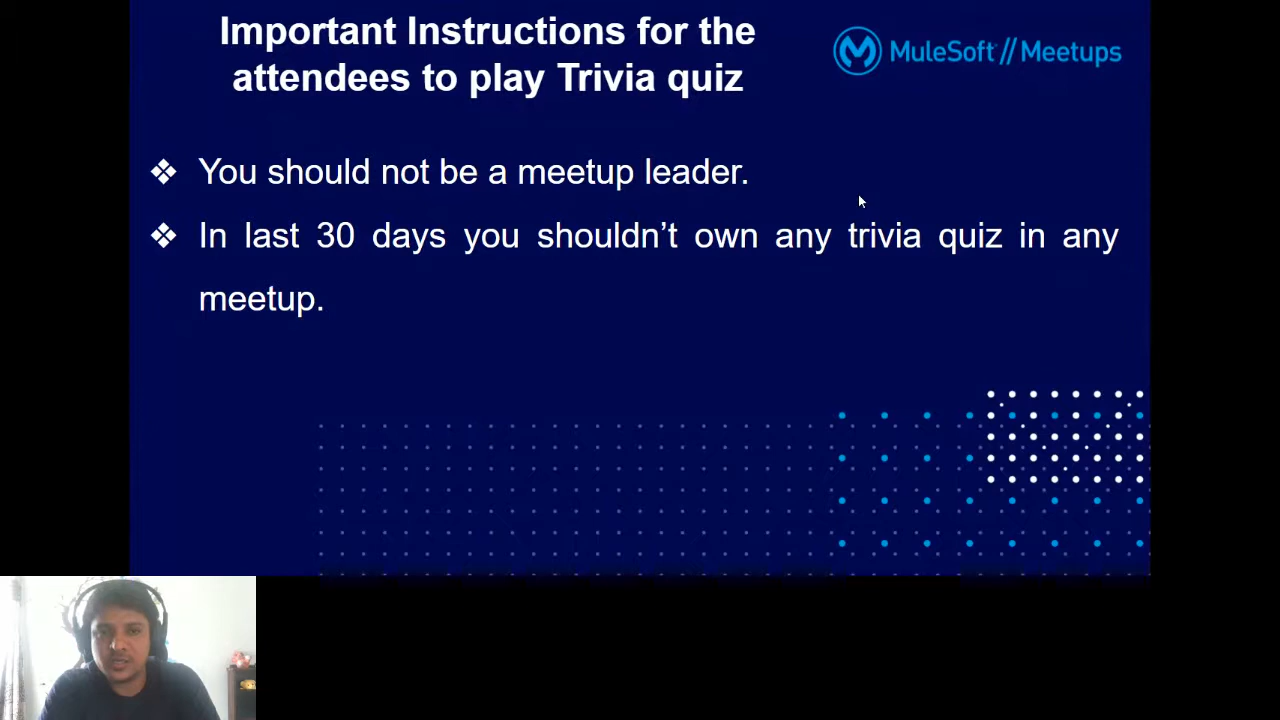 Important Instructions for the
attendees to play Trivia quiz
MuleSoft // Meetups
❖ You should not be a meetup leader.
❖ In last 30 days you shouldn’t own any trivia quiz in any
meetup.